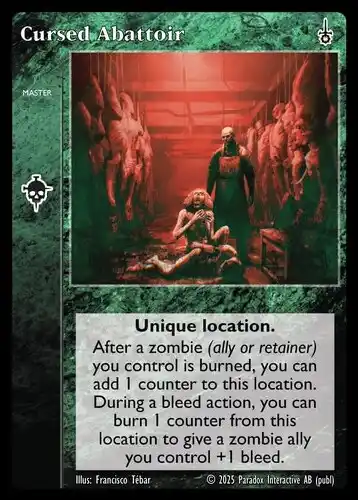 Cursed Abattoir
MASTER
Unique location.
After a zombie (ally or retainer)
you control is burned, you can
add 1 counter to this location.
During a bleed action, you can
burn 1 counter from this
location to give a zombie ally
you control +1 bleed.
Illus: Francisco Tébar © 2025 Paradox Interactive AB (publ)